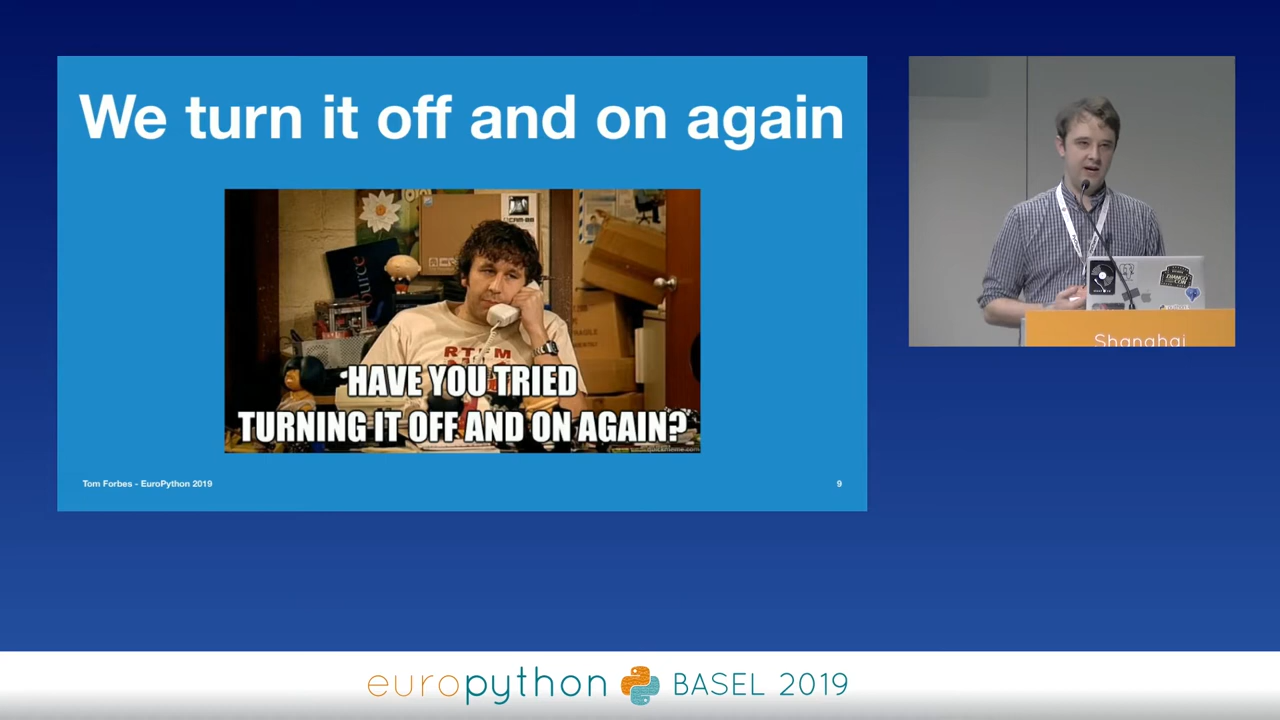 We turn it off and on again
HAVE YOU TRIED
TURNING IT OFF AND ON AGAIN?
Tom Forbes - EuroPython 2019
9
Shanghai
europython BASEL 2019